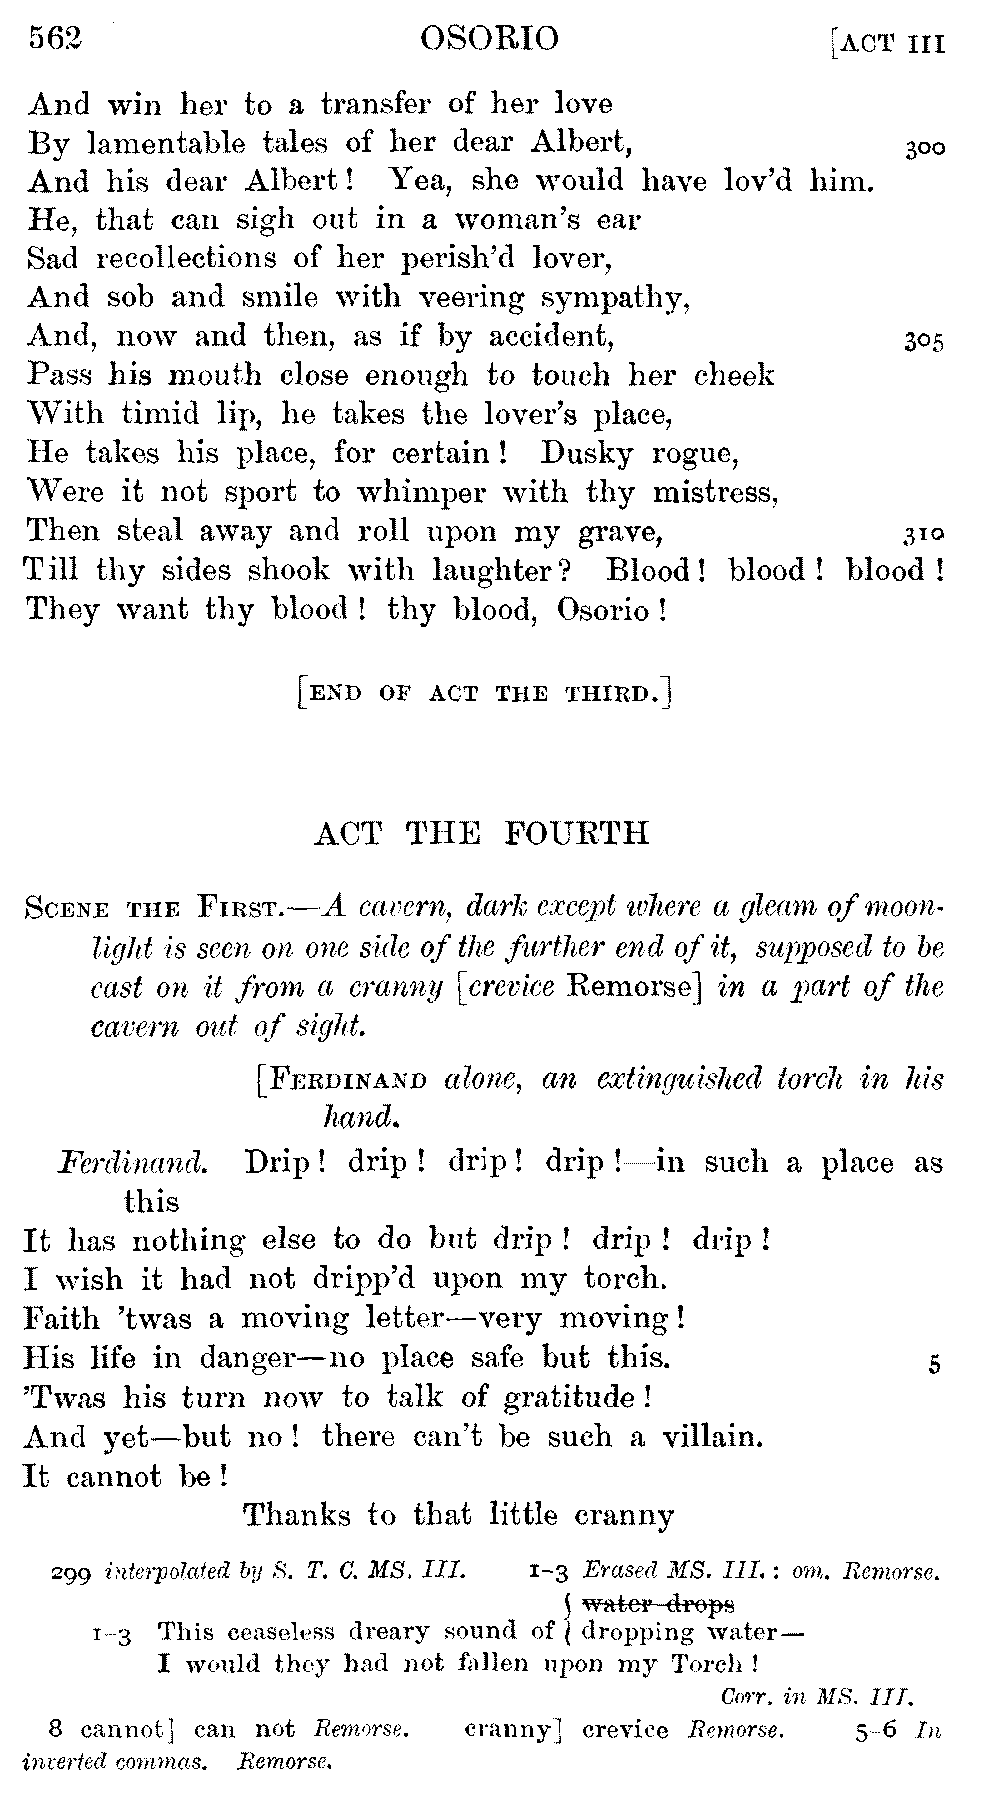 562 OSORIO [ACT III
And win her to a transfer of her love
By lamentable tales of her dear Albert, 300
And his dear Albert! Yea, she would have lov'd him.
He, that can sigh out in a woman's ear
Sad recollections of her perish'd lover,
And sob and smile with veering sympathy,
And, now and then, as if by accident, 305
Pass his mouth close enough to touch her cheek
With timid lip, he takes the lover's place,
He takes his place, for certain! Dusky rogue,
Were it not sport to whimper with thy mistress,
Then steal away and roll upon my grave, 310
Till thy sides shook with laughter? Blood! blood! blood!
They want thy blood! thy blood, Osorio!
[END OF ACT THE THIRD.]
ACT THE FOURTH
SCENE THE FIRST.—A cavern, dark except where a gleam of moon-
light is seen on one side of the further end of it, supposed to be
cast on it from a cranny [crevice Remorse] in a part of the
cavern out of sight.
[FERDINAND alone, an extinguished torch in his
hand.
Ferdinand. Drip! drip! drip! drip!—in such a place as
this
It has nothing else to do but drip! drip! drip!
I wish it had not dripp'd upon my torch.
Faith 'twas a moving letter—very moving!
His life in danger—no place safe but this. 5
'Twas his turn now to talk of gratitude!
And yet—but no! there can't be such a villain.
It cannot be!
Thanks to that little cranny
299 interpolated by S. T. C. MS. III. 1-3 Erased MS. III.: om. Remorse.
{ water drops
1-3 This ceaseless dreary sound of { dropping water—
I would they had not fallen upon my Torch!
Corr. in MS. III.
8 cannot] can not Remorse. cranny] crevice Remorse. 5-6 In
inverted commas. Remorse.